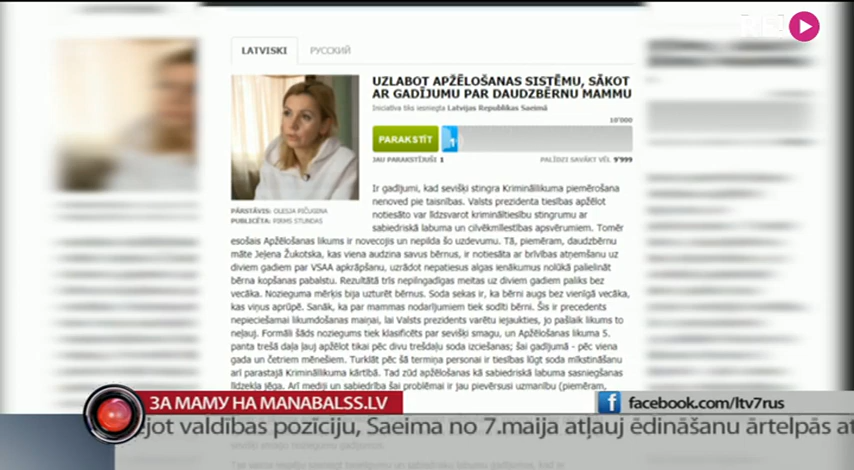 LATVISKI РУССКИЙ
UZLABOT APŽĒLOŠANAS SISTĒMU, SĀKOT
AR GADĪJUMU PAR DAUDZBĒRNU MAMMU
Iniciatīva tiks iesniegta Latvijas Republikas Saeimā
10'000
PARAKSTĪT 1
JAU PARAKSTĪJUŠI 1 PALĪDZI SAVĀKT VĒL 9'999
PĀRSTĀVIS: OLESJA FIČUGINA
PUBLICĒTA: PIRMS STUNDAS
Ir gadījumi, kad sevišķi stingra Krimināllikuma piemērošana
nenoved pie taisnības. Valsts prezidenta tiesības apžēlot
notiesāto var līdzsvarot krimināltiesību stingrumu ar
sabiedriskā labuma un cilvēkmīlestības apsvērumiem. Tomēr
esošais Apžēlošanas likums ir novecojis un nepilda šo uzdevumu. Tā, piemēram, daudzbērnu
māte Jeļena Žukotska, kas viena audzina savus bērnus, ir notiesāta ar brīvības atņemšanu uz
diviem gadiem par VSAA apkrāpšanu, uzrādot nepatiesus algas ienākumus nolūkā palielināt
bērna kopšanas pabalstu. Rezultātā trīs nepilngadīgas meitas uz diviem gadiem paliks bez
vecāka. Nozieguma mērķis bija uzturēt bērnus. Soda sekas ir, ka bērni augs bez vienīgā vecāka,
kas viņus aprūpē. Sanāk, ka par mammas nodarījumiem tiek sodīti bērni. Šis ir precedents
nepieciešamai likumdošanas maiņai, lai Valsts prezidents varētu iejaukties, jo pašlaik likums to
neļauj. Formāli šāds noziegums tiek klasificēts par sevišķi smagu, un Apžēlošanas likuma 5.
panta trešā daļa ļauj apžēlot tikai pēc divu trešdaļu soda izciešanas; šai gadījumā - pēc viena
gada un četriem mēnešiem. Turklāt pēc šā termiņa personai ir tiesības lūgt soda mīkstināšanu
arī parastajā Krimināllikuma kārtībā. Tad zūd apžēlošanas kā sabiedriskā labuma sasniegšanas
līdzekļa jēga. Arī mediji un sabiedrība šai problēmai ir jau pievērsusi uzmanību (piemēram,
ЗА МАМУ НА MANABALSS.LV
facebook.com/ltv7rus
ējot valdības pozīciju, Saeima no 7.maija atļauj ēdināšanu ārtelpās at